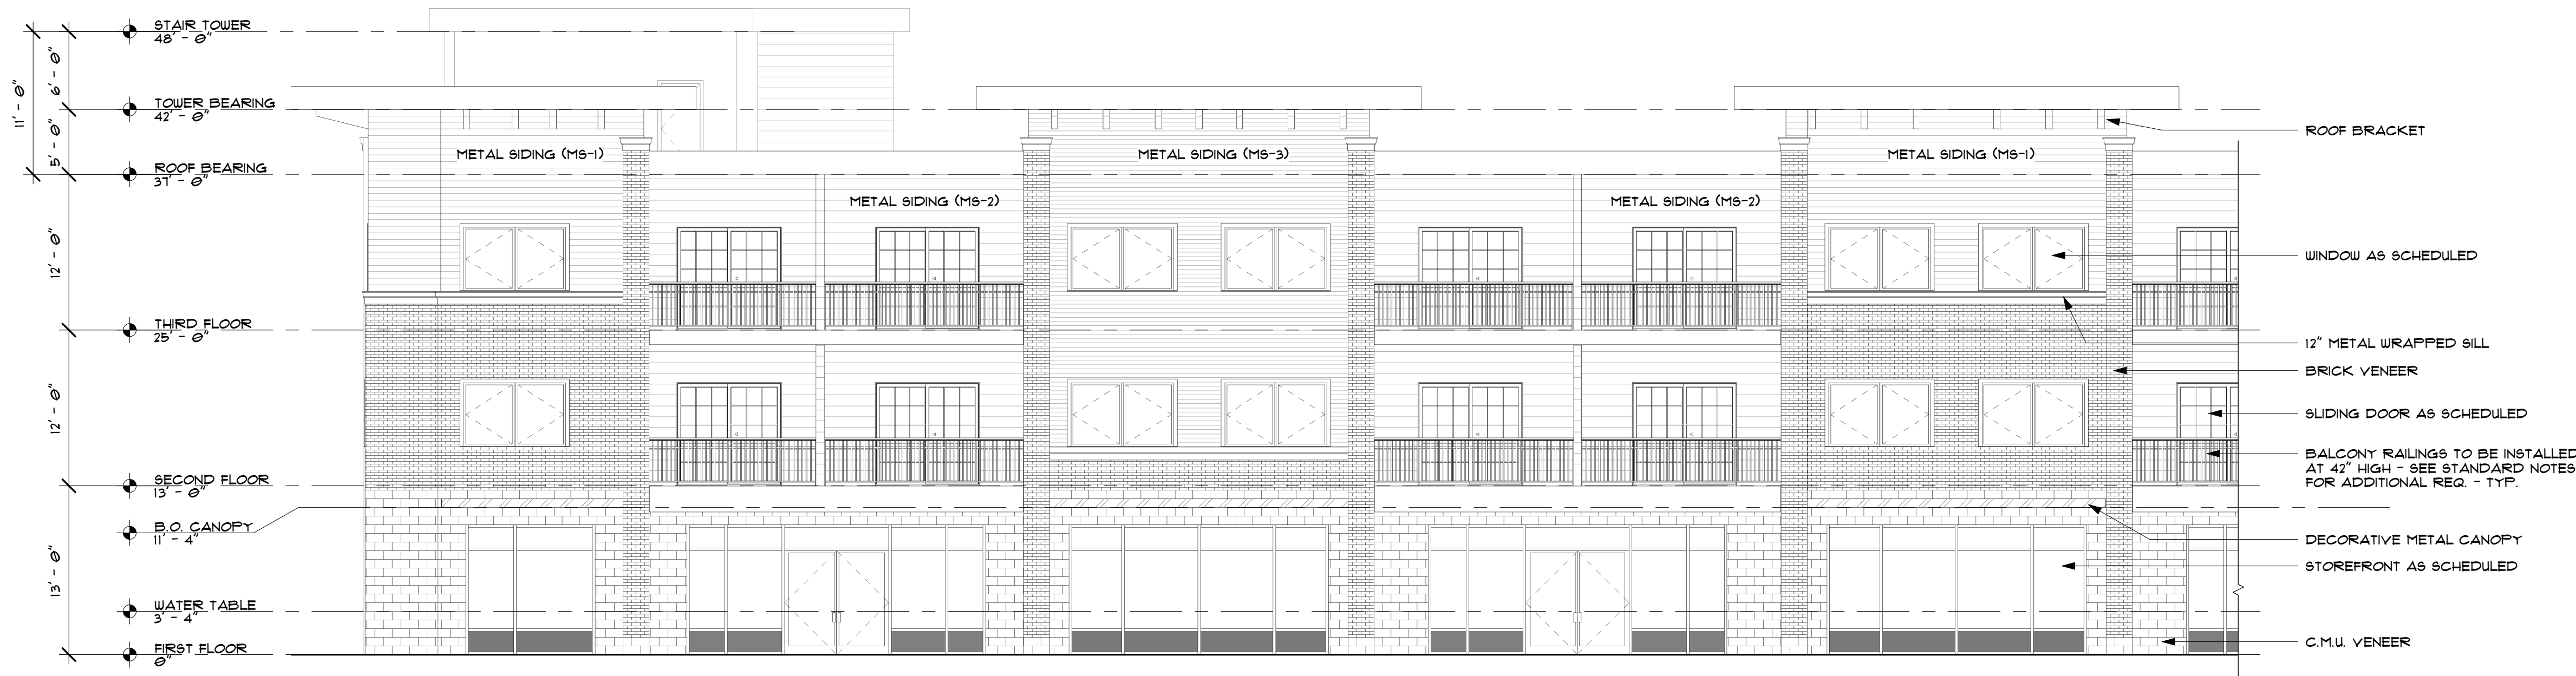 STAIR TOWER
48' - 0"
TOWER BEARING
42' - 0"
ROOF BEARING
37' - 0"
THIRD FLOOR
25' - 0"
SECOND FLOOR
13' - 0"
B.O. CANOPY
11' - 4"
WATER TABLE
3' - 4"
FIRST FLOOR
0"
11' - 0"
6' - 0"
5' - 0"
12' - 0"
12' - 0"
13' - 0"
METAL SIDING (MS-1)
METAL SIDING (MS-2)
METAL SIDING (MS-3)
METAL SIDING (MS-2)
METAL SIDING (MS-1)
ROOF BRACKET
WINDOW AS SCHEDULED
12" METAL WRAPPED SILL
BRICK VENEER
SLIDING DOOR AS SCHEDULED
BALCONY RAILINGS TO BE INSTALLED
AT 42" HIGH - SEE STANDARD NOTES
FOR ADDITIONAL REQ. - TYP.
DECORATIVE METAL CANOPY
STOREFRONT AS SCHEDULED
C.M.U. VENEER